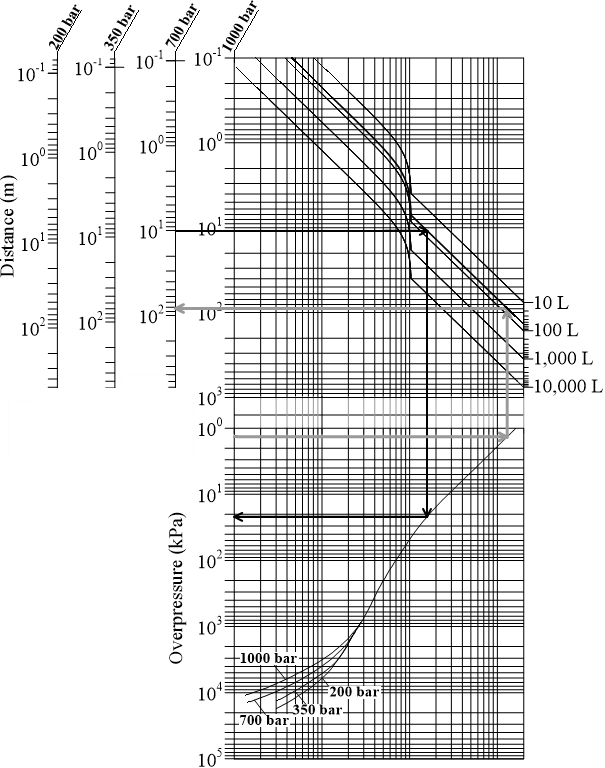 200 bar
350 bar
700 bar
1000 bar
10-1 10-1 10-1 10-1
100 100 100 100
101 101 101 101
102 102 102 102
103
Distance (m)
10 L
100 L
1,000 L
10,000 L
100
101
102
103
104
105
Overpressure (kPa)
1000 bar
200 bar
350 bar
700 bar